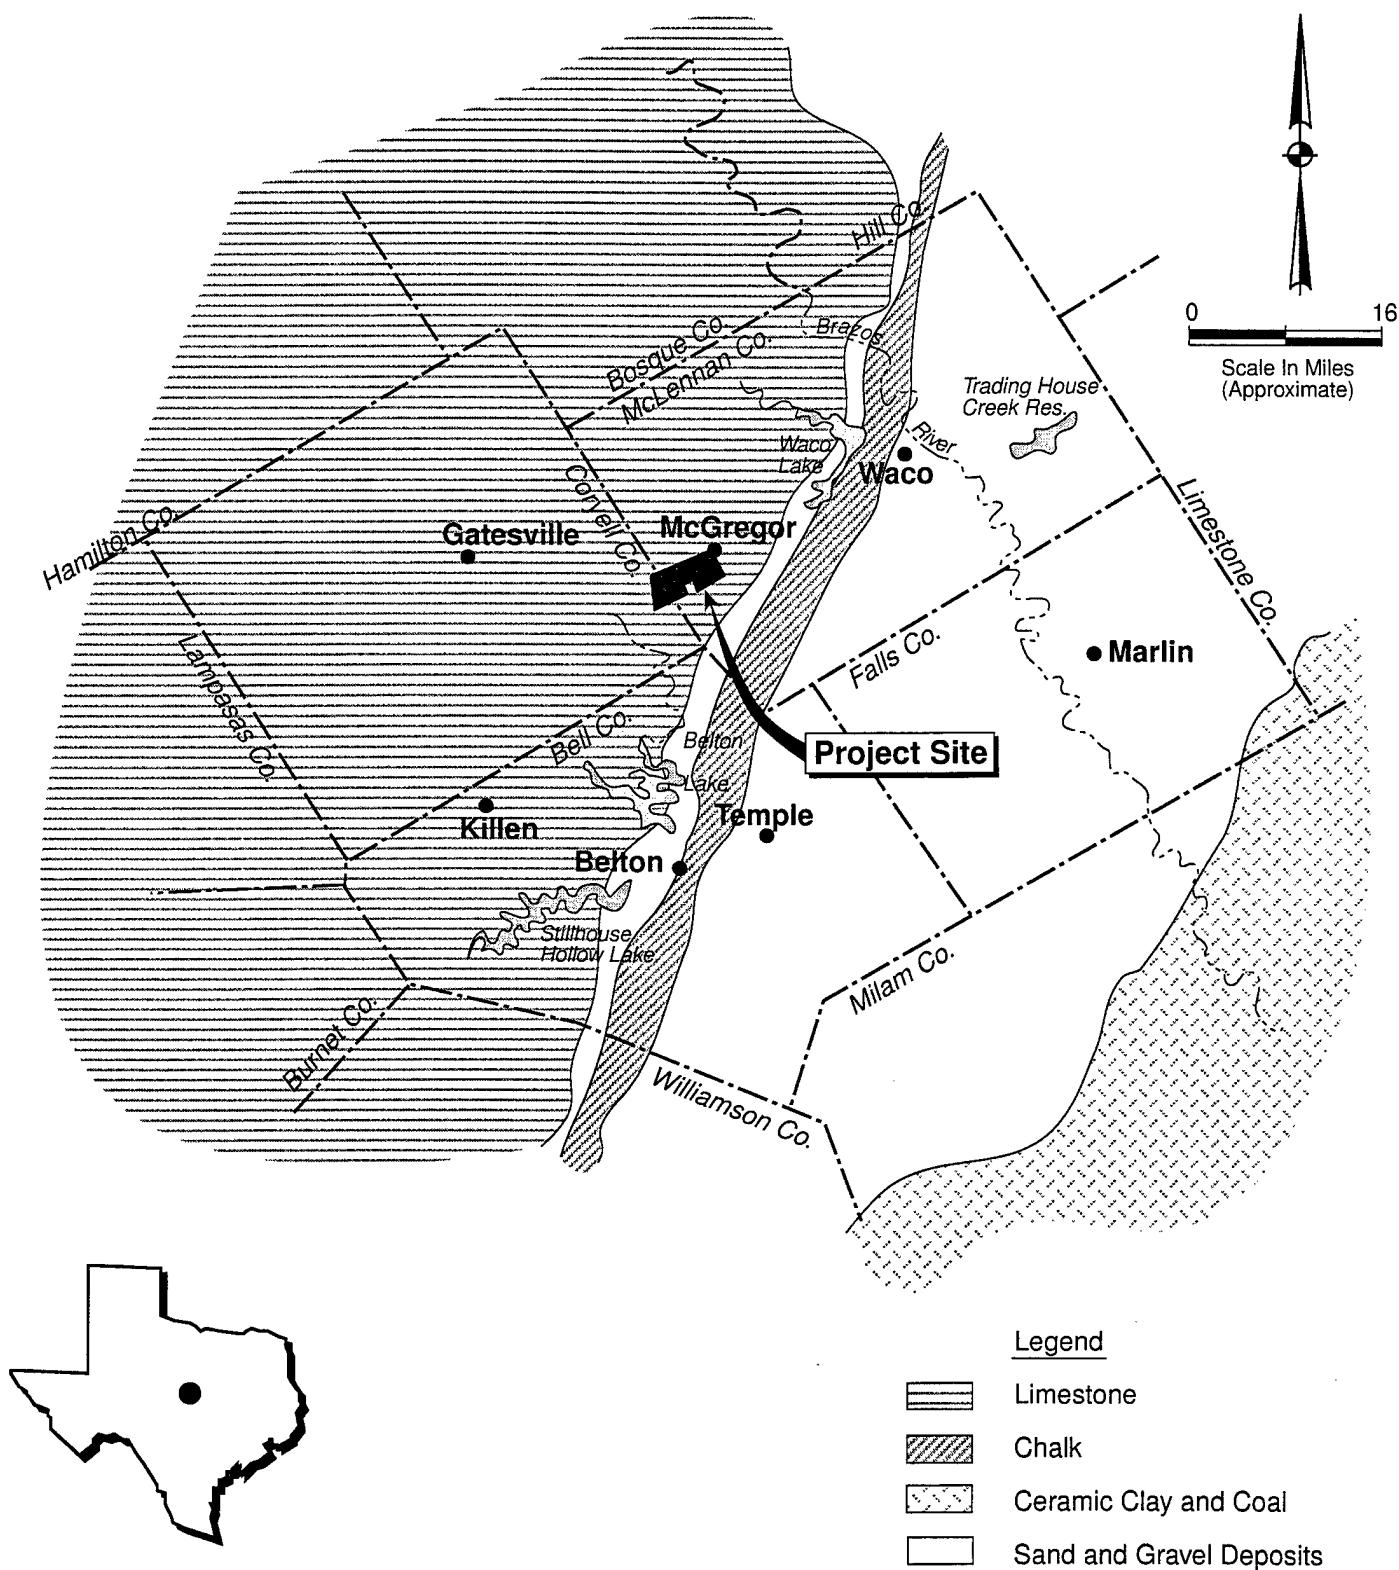 Hill Co.
0 16
Scale In Miles
(Approximate)
Brazos
Bosque Co.
McLennan Co.
Trading House
Creek Res.
River
Waco
Lake
Waco
Coryell Co.
Limestone Co.
Hamilton Co.
Gatesville
McGregor
Falls Co.
Marlin
Lampasas Co.
Bell Co.
Belton
Lake
Project Site
Killen
Temple
Belton
Stillhouse
Hollow Lake
Milam Co.
Burnet Co.
Williamson Co.
Legend
Limestone
Chalk
Ceramic Clay and Coal
Sand and Gravel Deposits